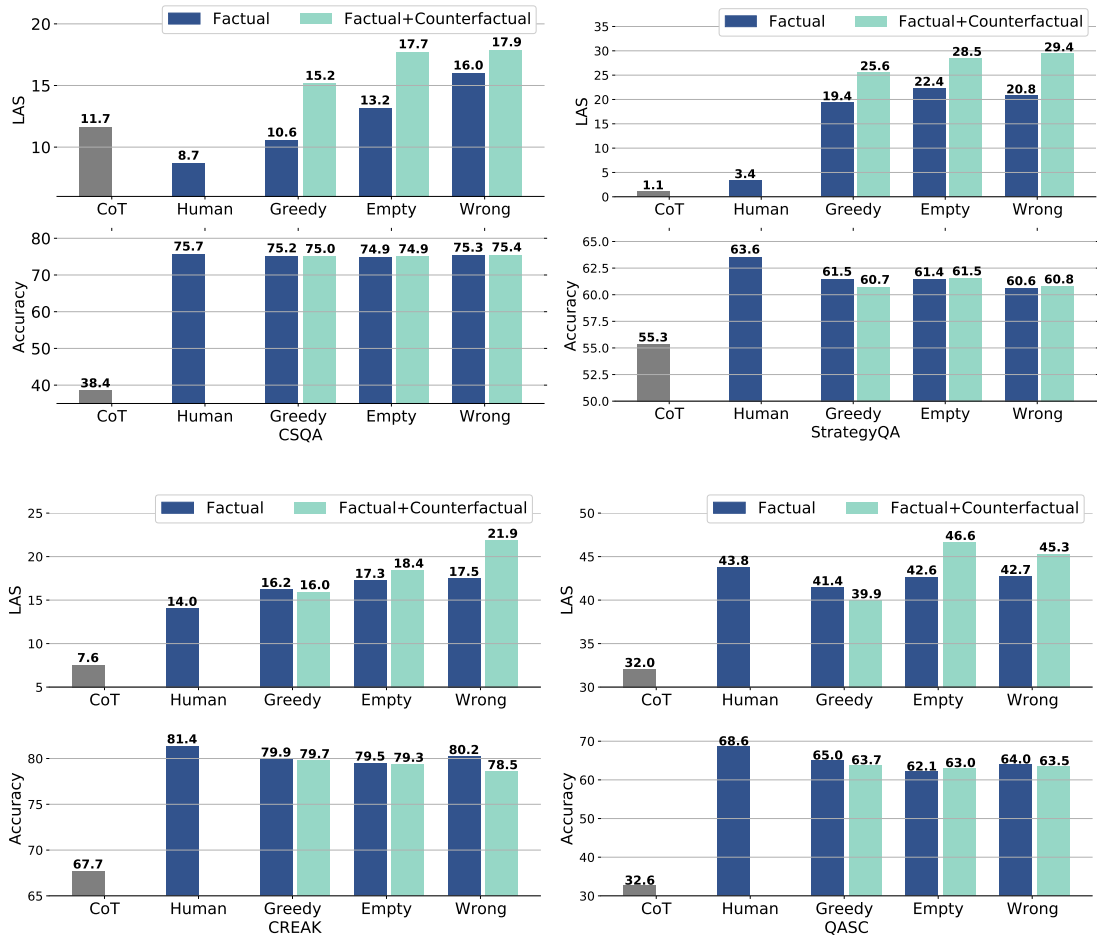 Factual Factual+Counterfactual
LAS
20
15
10
11.7 8.7 10.6 15.2 13.2 17.7 16.0 17.9
CoT Human Greedy Empty Wrong
Accuracy
80
70
60
50
40
38.4 75.7 75.2 75.0 74.9 74.9 75.3 75.4
CoT Human Greedy Empty Wrong
CSQA
Factual Factual+Counterfactual
LAS
35
30
25
20
15
10
5
0
1.1 3.4 19.4 25.6 22.4 28.5 20.8 29.4
CoT Human Greedy Empty Wrong
Accuracy
65.0
62.5
60.0
57.5
55.0
52.5
50.0
55.3 63.6 61.5 60.7 61.4 61.5 60.6 60.8
CoT Human Greedy Empty Wrong
StrategyQA
Factual Factual+Counterfactual
LAS
25
20
15
10
5
7.6 14.0 16.2 16.0 17.3 18.4 17.5 21.9
CoT Human Greedy Empty Wrong
Accuracy
80
75
70
65
67.7 81.4 79.9 79.7 79.5 79.3 80.2 78.5
CoT Human Greedy Empty Wrong
CREAK
Factual Factual+Counterfactual
LAS
50
45
40
35
30
32.0 43.8 41.4 39.9 42.6 46.6 42.7 45.3
CoT Human Greedy Empty Wrong
Accuracy
70
60
50
40
30
32.6 68.6 65.0 63.7 62.1 63.0 64.0 63.5
CoT Human Greedy Empty Wrong
QASC